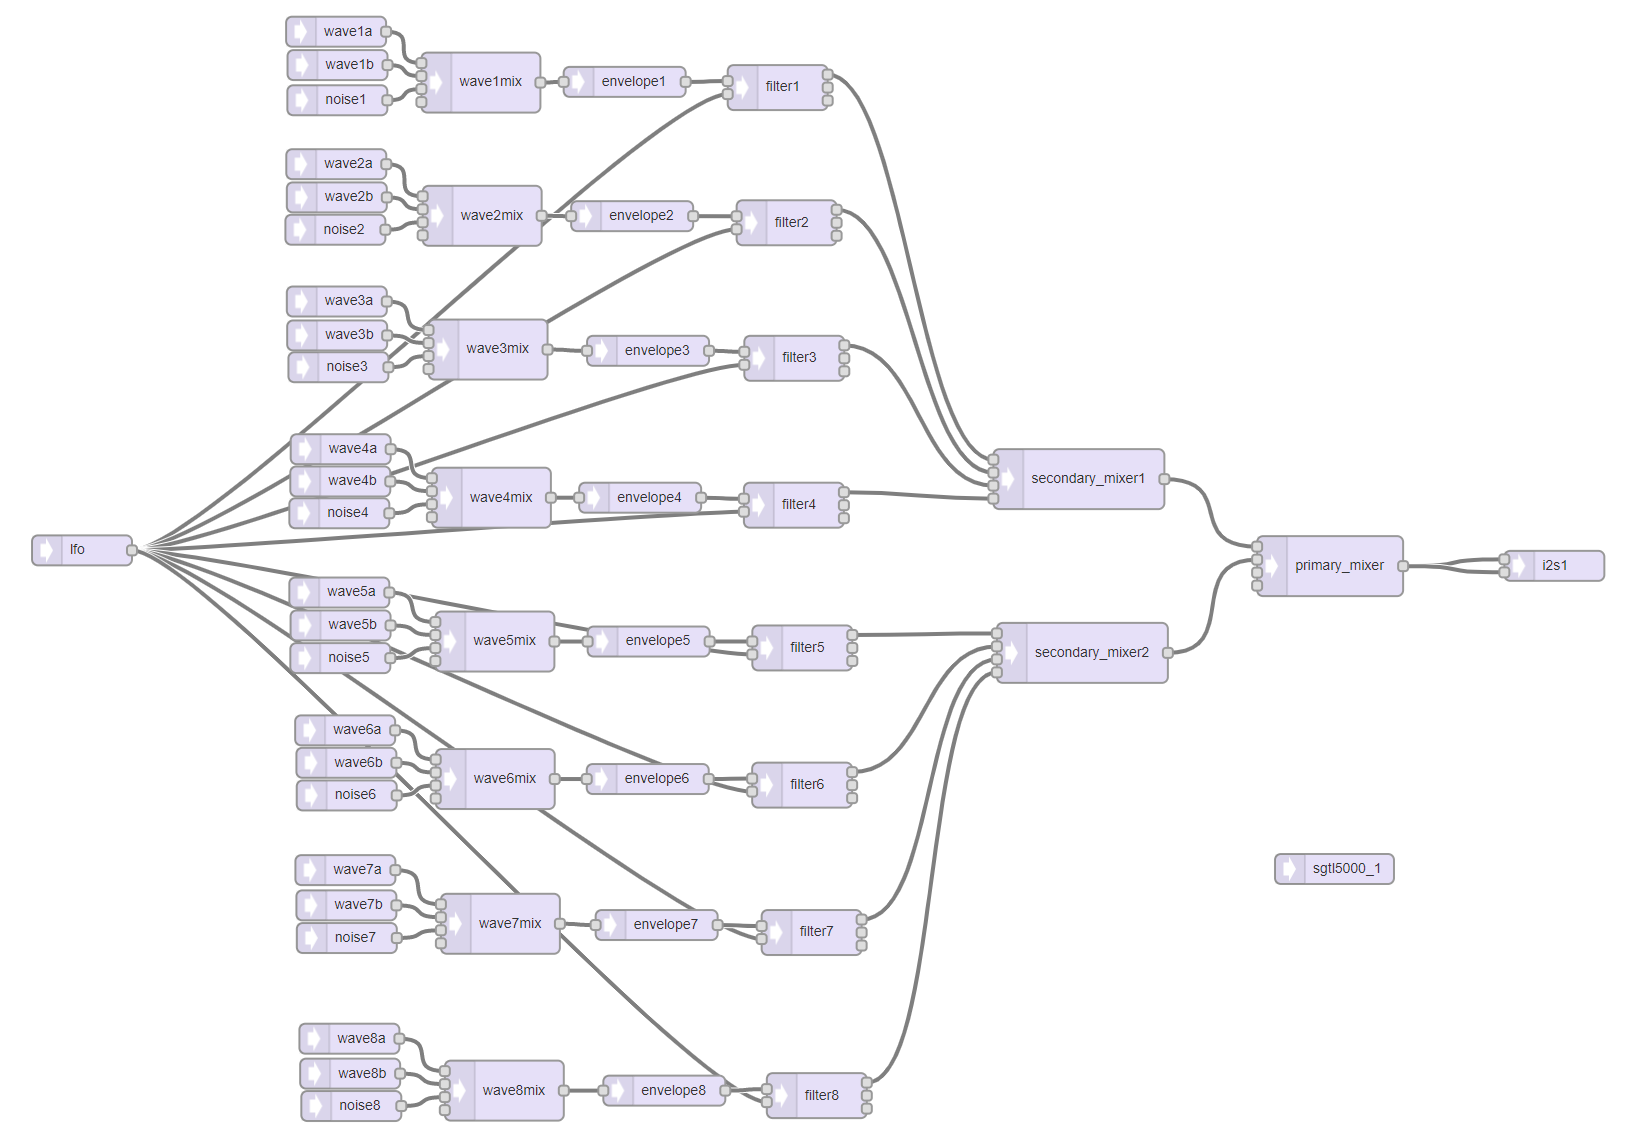 wave1a
wave1b
noise1
wave1mix
envelope1
filter1
wave2a
wave2b
noise2
wave2mix
envelope2
filter2
wave3a
wave3b
noise3
wave3mix
envelope3
filter3
wave4a
wave4b
noise4
wave4mix
envelope4
filter4
secondary_mixer1
lfo
primary_mixer
i2s1
wave5a
wave5b
noise5
wave5mix
envelope5
filter5
secondary_mixer2
wave6a
wave6b
noise6
wave6mix
envelope6
filter6
wave7a
wave7b
noise7
wave7mix
envelope7
filter7
sgtl5000_1
wave8a
wave8b
noise8
wave8mix
envelope8
filter8